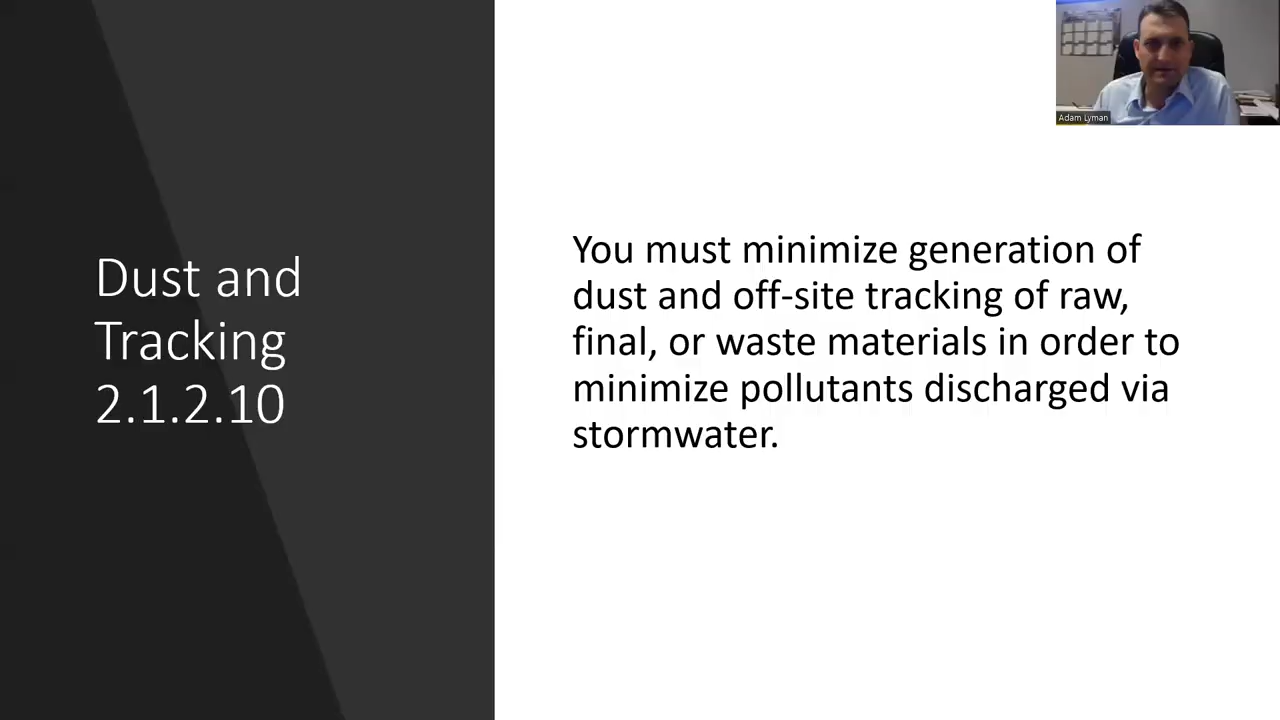 Adam Lyman
Dust and
Tracking
2.1.2.10
You must minimize generation of
dust and off-site tracking of raw,
final, or waste materials in order to
minimize pollutants discharged via
stormwater.